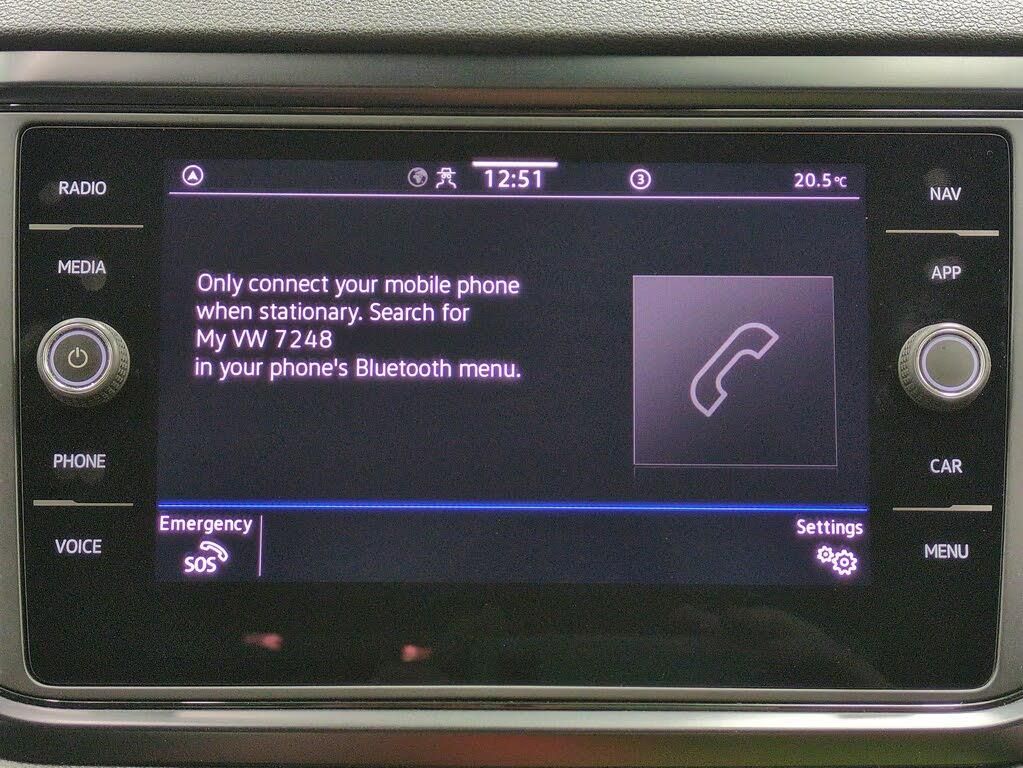 RADIO
MEDIA
PHONE
VOICE
12:51
3
20.5°C
Only connect your mobile phone
when stationary. Search for
My VW 7248
in your phone's Bluetooth menu.
Emergency
SOS
Settings
NAV
APP
CAR
MENU